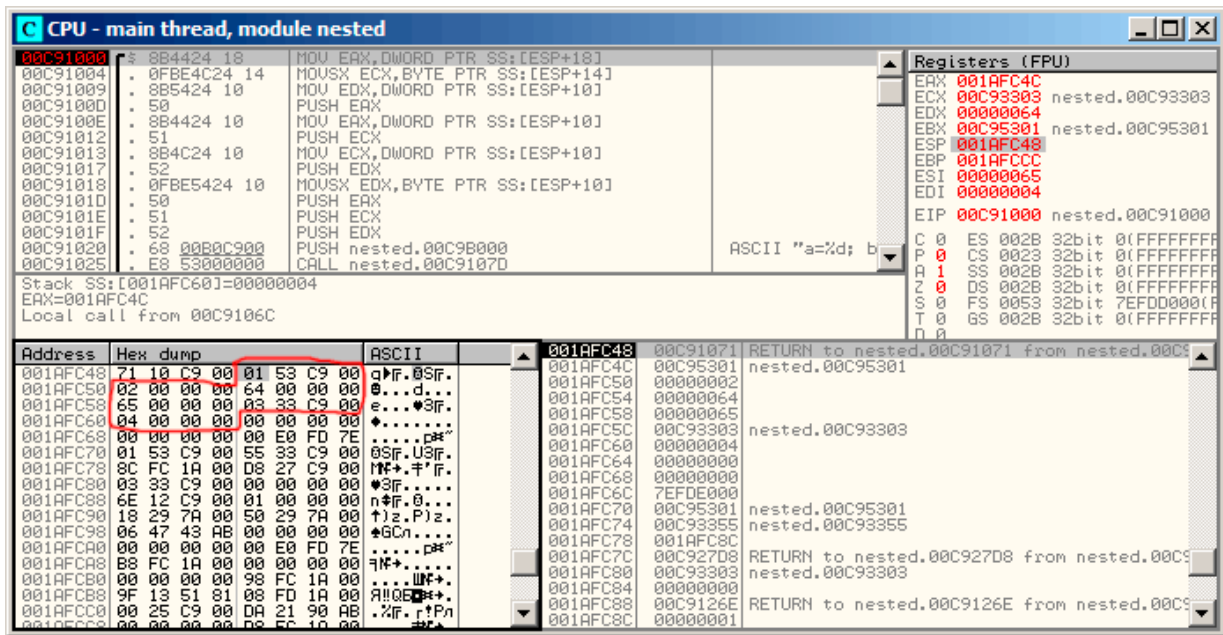 CPU - main thread, module nested
00C91000 $ 8B4424 18 MOV EAX,DWORD PTR SS:[ESP+18]
00C91004 . 0FBE4C24 14 MOVSX ECX,BYTE PTR SS:[ESP+14]
00C91009 . 8B5424 10 MOV EDX,DWORD PTR SS:[ESP+10]
00C9100D . 50 PUSH EAX
00C9100E . 8B4424 10 MOV EAX,DWORD PTR SS:[ESP+10]
00C91012 . 51 PUSH ECX
00C91013 . 8B4C24 10 MOV ECX,DWORD PTR SS:[ESP+10]
00C91017 . 52 PUSH EDX
00C91018 . 0FBE5424 10 MOVSX EDX,BYTE PTR SS:[ESP+10]
00C9101D . 50 PUSH EAX
00C9101E . 51 PUSH ECX
00C9101F . 52 PUSH EDX
00C91020 . 68 00B0C900 PUSH nested.00C9B000 ASCII "a=%d; b
00C91025 . E8 53000000 CALL nested.00C9107D
Stack SS:[001AFC60]=00000004
EAX=001AFC4C
Local call from 00C9106C
Registers (FPU)
EAX 001AFC4C
ECX 00C93303 nested.00C93303
EDX 00000064
EBX 00C95301 nested.00C95301
ESP 001AFC48
EBP 001AFCCC
ESI 00000065
EDI 00000004
EIP 00C91000 nested.00C91000
C 0 ES 002B 32bit 0(FFFFFFFF
P 0 CS 0023 32bit 0(FFFFFFFF
A 1 SS 002B 32bit 0(FFFFFFFF
Z 0 DS 002B 32bit 0(FFFFFFFF
S 0 FS 0053 32bit 7EFDD000(F
T 0 GS 002B 32bit 0(FFFFFFFF
D 0
Address Hex dump ASCII
001AFC48 71 10 C9 00 01 53 C9 00
001AFC50 02 00 00 00 64 00 00 00
001AFC58 65 00 00 00 03 33 C9 00
001AFC60 04 00 00 00 00 00 00 00
001AFC68 00 00 00 00 00 E0 FD 7E
001AFC70 01 53 C9 00 55 33 C9 00
001AFC78 8C FC 1A 00 D8 27 C9 00
001AFC80 03 33 C9 00 00 00 00 00
001AFC88 6E 12 C9 00 01 00 00 00
001AFC90 18 29 7A 00 50 29 7A 00
001AFC98 06 47 43 AB 00 00 00 00
001AFCA0 00 00 00 00 00 E0 FD 7E
001AFCA8 B8 FC 1A 00 00 00 00 00
001AFCB0 00 00 00 00 98 FC 1A 00
001AFCB8 9F 13 51 81 08 FD 1A 00
001AFCC0 00 25 C9 00 DA 21 90 AB
001AFC48 00C91071 RETURN to nested.00C91071 from nested.00C9
001AFC4C 00C95301 nested.00C95301
001AFC50 00000002
001AFC54 00000064
001AFC58 00000065
001AFC5C 00C93303 nested.00C93303
001AFC60 00000004
001AFC64 00000000
001AFC68 00000000
001AFC6C 7EFDE000
001AFC70 00C95301 nested.00C95301
001AFC74 00C93355 nested.00C93355
001AFC78 001AFC8C
001AFC7C 00C927D8 RETURN to nested.00C927D8 from nested.00C9
001AFC80 00C93303 nested.00C93303
001AFC84 00000000
001AFC88 00C9126E RETURN to nested.00C9126E from nested.00C9
001AFC8C 00000001